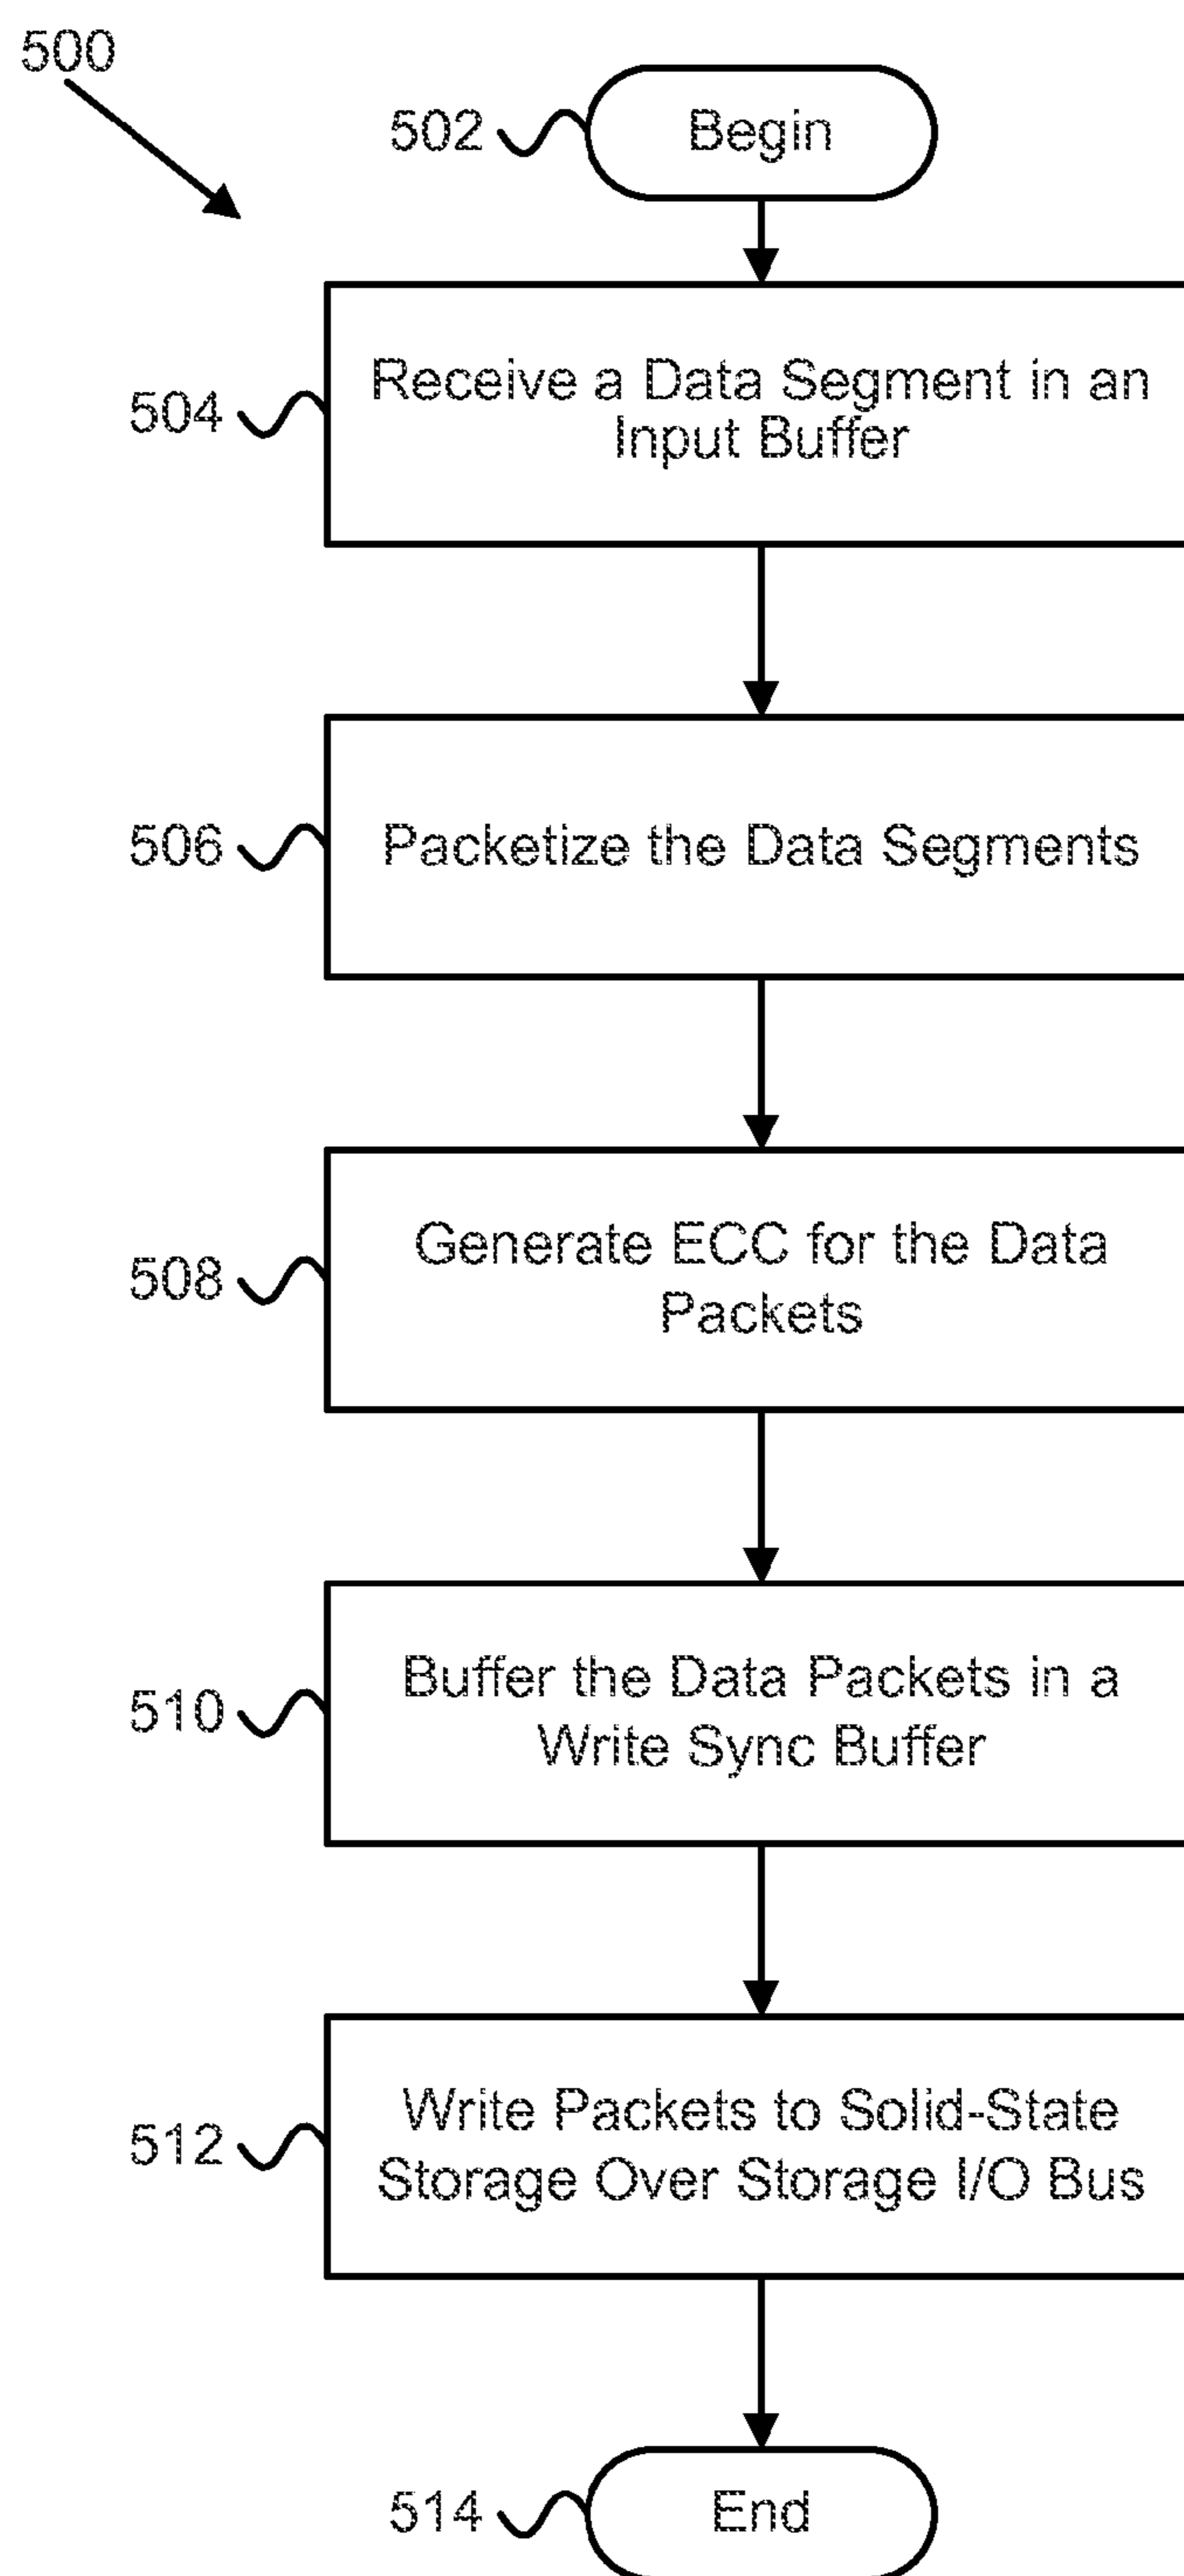 500
502
Begin
504
Receive a Data Segment in an
Input Buffer
506
Packetize the Data Segments
508
Generate ECC for the Data
Packets
510
Buffer the Data Packets in a
Write Sync Buffer
512
Write Packets to Solid-State
Storage Over Storage I/O Bus
514
End